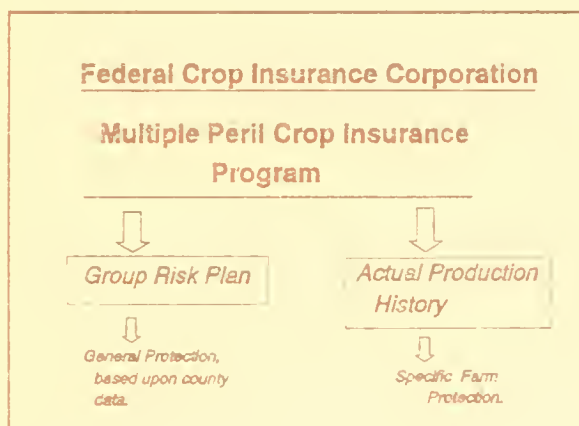 Federal Crop Insurance Corporation
Multiple Peril Crop Insurance
Program
Group Risk Plan
General Protection,
based upon county
data.
Actual Production
History
Specific Farm
Protection.